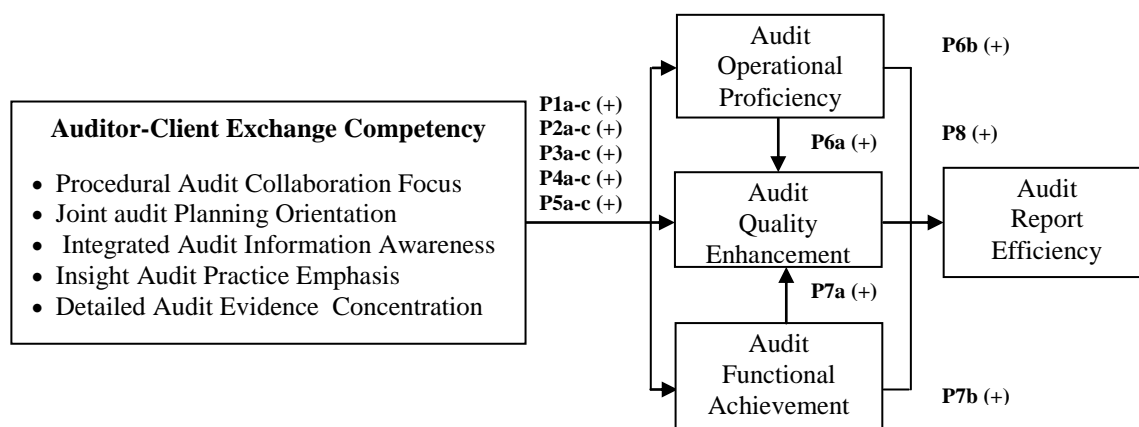 Auditor-Client Exchange Competency
• Procedural Audit Collaboration Focus
• Joint audit Planning Orientation
• Integrated Audit Information Awareness
• Insight Audit Practice Emphasis
• Detailed Audit Evidence Concentration
P1a-c (+)
P2a-c (+)
P3a-c (+)
P4a-c (+)
P5a-c (+)
Audit
Operational
Proficiency
P6a (+)
Audit
Quality
Enhancement
P7a (+)
Audit
Functional
Achievement
P6b (+)
P8 (+)
Audit
Report
Efficiency
P7b (+)